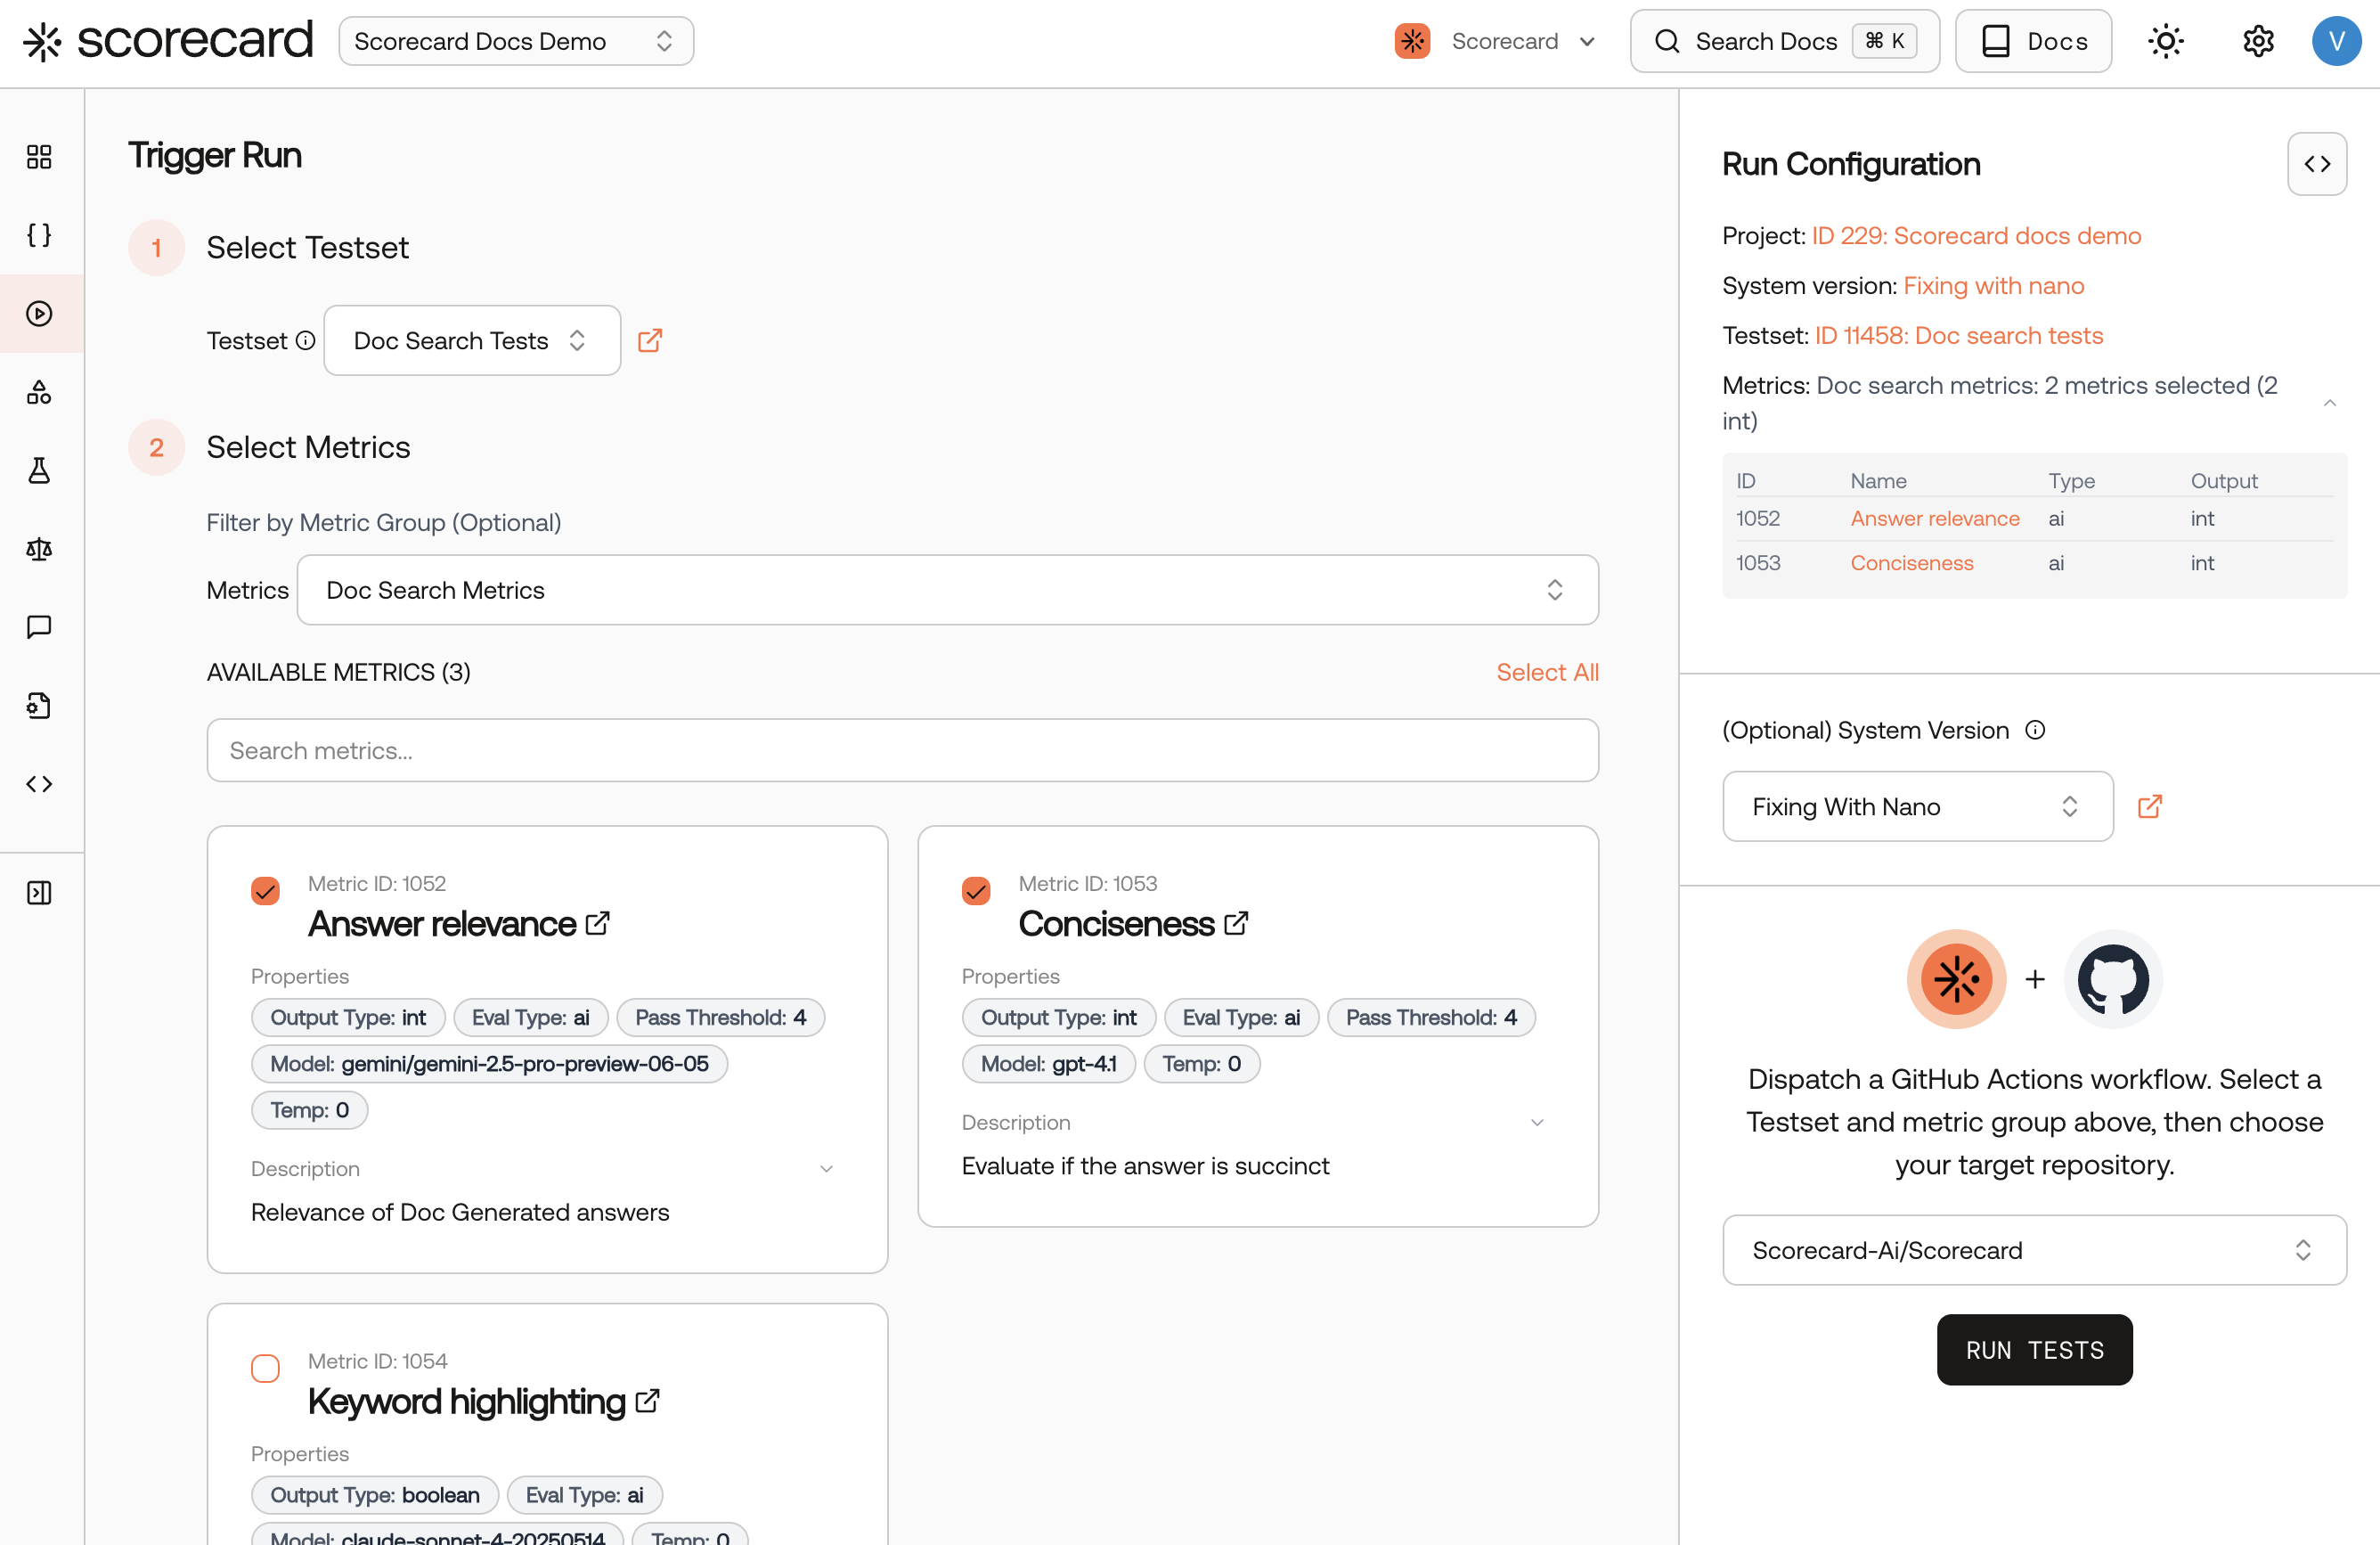 scorecard
Scorecard Docs Demo
Scorecard
Search Docs ⌘ K
Docs
V
Trigger Run
1 Select Testset
Testset Doc Search Tests
2 Select Metrics
Filter by Metric Group (Optional)
Metrics Doc Search Metrics
AVAILABLE METRICS (3) Select All
Search metrics...
Metric ID: 1052
Answer relevance
Properties
Output Type: int Eval Type: ai Pass Threshold: 4
Model: gemini/gemini-2.5-pro-preview-06-05
Temp: 0
Description
Relevance of Doc Generated answers
Metric ID: 1053
Conciseness
Properties
Output Type: int Eval Type: ai Pass Threshold: 4
Model: gpt-4.1 Temp: 0
Description
Evaluate if the answer is succinct
Metric ID: 1054
Keyword highlighting
Properties
Output Type: boolean Eval Type: ai
Model: claude-sonnet-4-20250514 Temp: 0
Run Configuration
Project: ID 229: Scorecard docs demo
System version: Fixing with nano
Testset: ID 11458: Doc search tests
Metrics: Doc search metrics: 2 metrics selected (2
int)
ID Name Type Output
1052 Answer relevance ai int
1053 Conciseness ai int
(Optional) System Version
Fixing With Nano
+
Dispatch a GitHub Actions workflow. Select a
Testset and metric group above, then choose
your target repository.
Scorecard-Ai/Scorecard
RUN TESTS